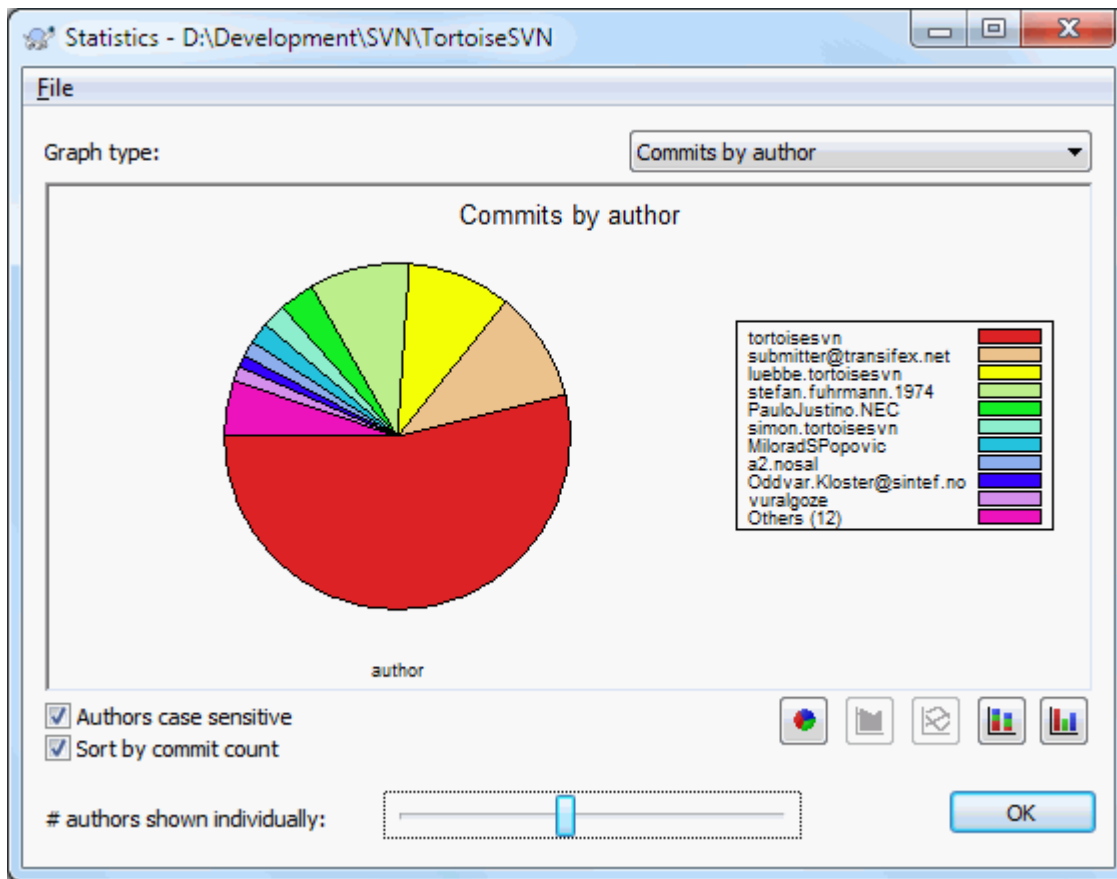 Statistics - D:\Development\SVN\TortoiseSVN
File
Graph type:
Commits by author
Commits by author
tortoisesvn
submitter@transifex.net
luebbe.tortoisesvn
stefan.fuhrmann.1974
PauloJustino.NEC
simon.tortoisesvn
MiloradSPopovic
a2.nosal
Oddvar.Kloster@sintef.no
vuralgoze
Others (12)
author
Authors case sensitive
Sort by commit count
# authors shown individually:
OK